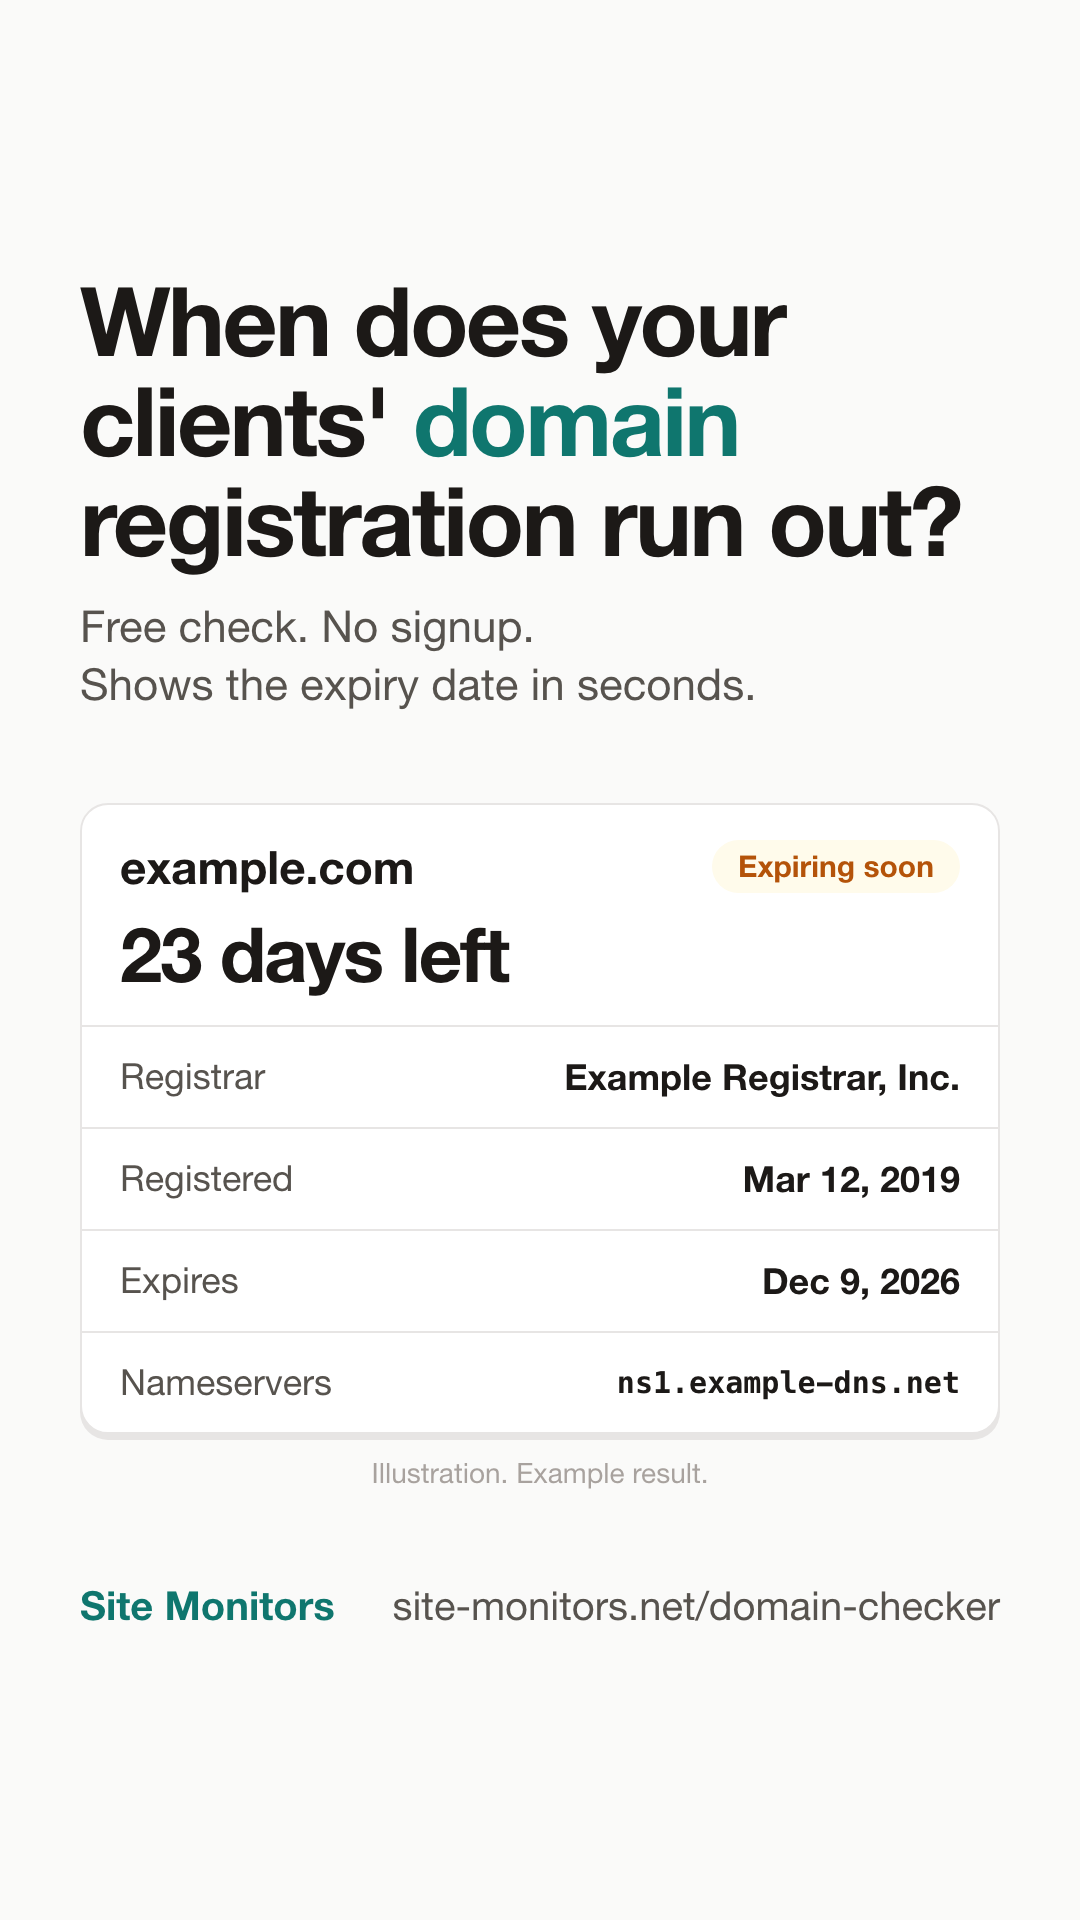 When does your
clients' domain
registration run out?
Free check. No signup.
Shows the expiry date in seconds.
example.com
Expiring soon
23 days left
Registrar
Example Registrar, Inc.
Registered
Mar 12, 2019
Expires
Dec 9, 2026
Nameservers
ns1.example-dns.net
Illustration. Example result.
Site Monitors
site-monitors.net/domain-checker